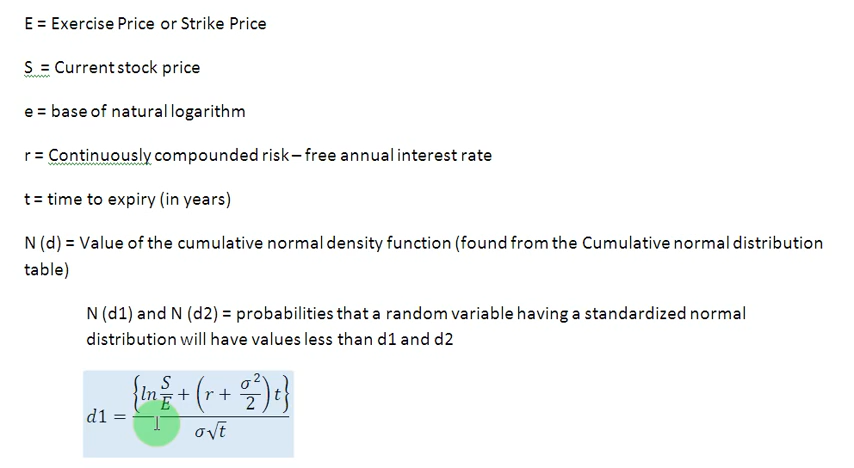 E = Exercise Price or Strike Price
S = Current stock price
e = base of natural logarithm
r = Continuously compounded risk – free annual interest rate
t = time to expiry (in years)
N (d) = Value of the cumulative normal density function (found from the Cumulative normal distribution
table)
N (d1) and N (d2) = probabilities that a random variable having a standardized normal
distribution will have values less than d1 and d2
d1 = {ln S/E + (r + σ²/2) t} / σ√t